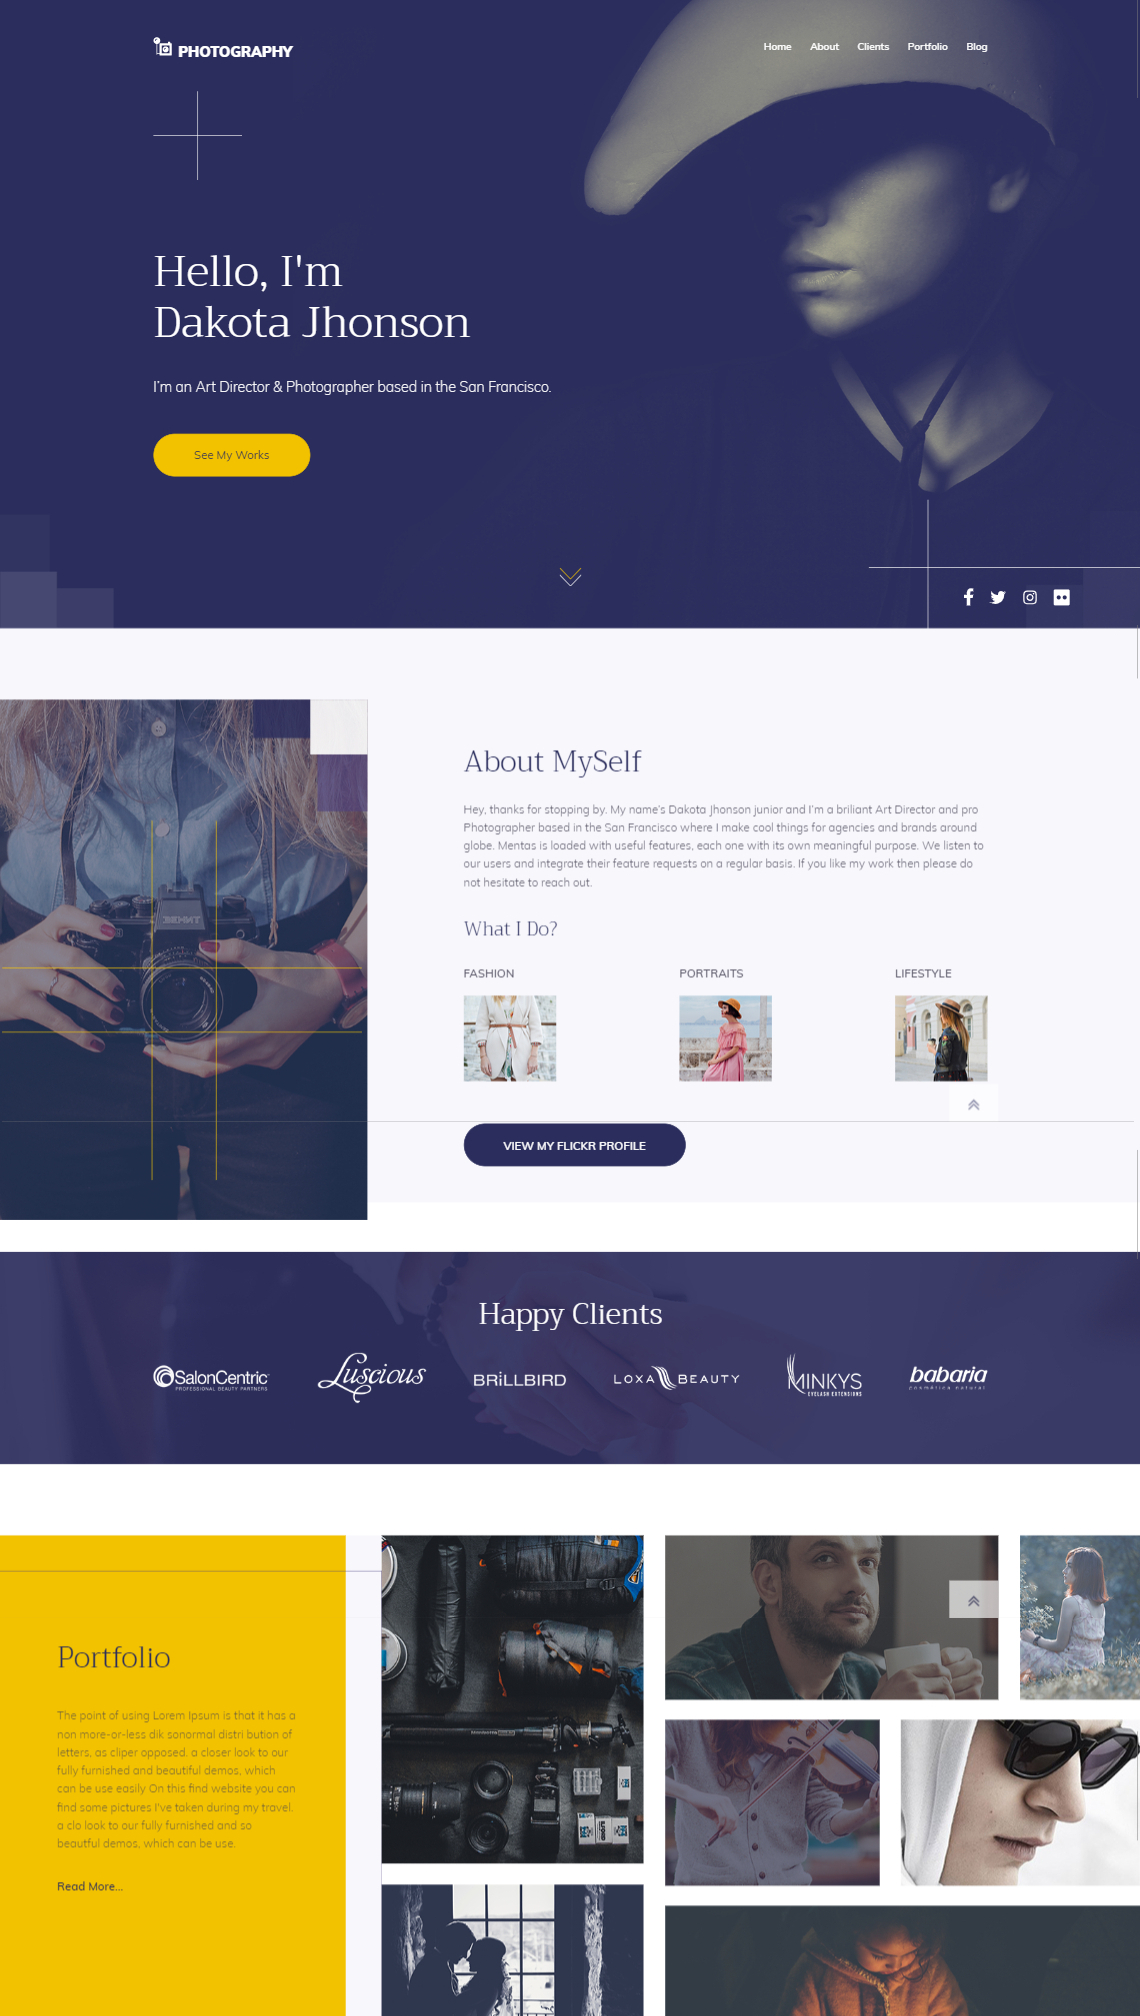 PHOTOGRAPHY
Home About Clients Portfolio Blog
Hello, I'm
Dakota Jhonson
I'm an Art Director & Photographer based in the San Francisco.
See My Works
About MySelf
Hey, thanks for stopping by. My name's Dakota Jhonson junior and I'm a briliant Art Director and pro
Photographer based in the San Francisco where I make cool things for agencies and brands around
globe. Mentas is loaded with useful features, each one with its own meaningful purpose. We listen to
our users and integrate their feature requests on a regular basis. If you like my work then please do
not hesitate to reach out.
What I Do?
FASHION PORTRAITS LIFESTYLE
VIEW MY FLICKR PROFILE
Happy Clients
SalonCentric
PROFESSIONAL BEAUTY PARTNERS
Luscious
BRiLLBIRD
LOXA BEAUTY
MINKYS
EYELASH EXTENSIONS
babaria
cosmética natural
Portfolio
The point of using Lorem Ipsum is that it has a
non more-or-less dik sonormal distri bution of
letters, as cliper opposed. a closer look to our
fully furnished and beautiful demos, which
can be use easily On this find website you can
find some pictures I've taken during my travel.
a clo look to our fully furnished and so
beautful demos, which can be use.
Read More...